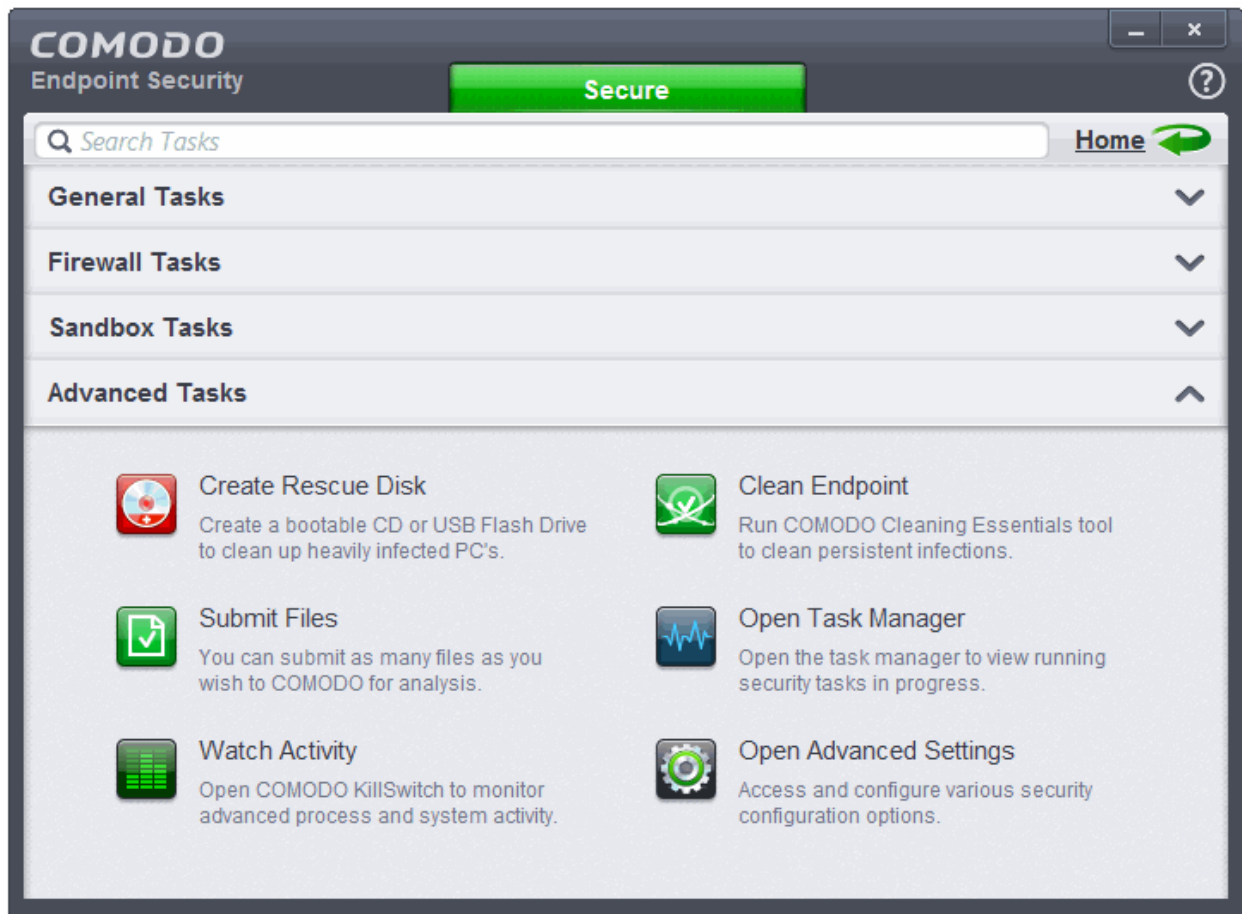 COMODO
Endpoint Security
Secure
?
Search Tasks
Home
General Tasks
Firewall Tasks
Sandbox Tasks
Advanced Tasks
Create Rescue Disk
Create a bootable CD or USB Flash Drive
to clean up heavily infected PC's.
Clean Endpoint
Run COMODO Cleaning Essentials tool
to clean persistent infections.
Submit Files
You can submit as many files as you
wish to COMODO for analysis.
Open Task Manager
Open the task manager to view running
security tasks in progress.
Watch Activity
Open COMODO KillSwitch to monitor
advanced process and system activity.
Open Advanced Settings
Access and configure various security
configuration options.